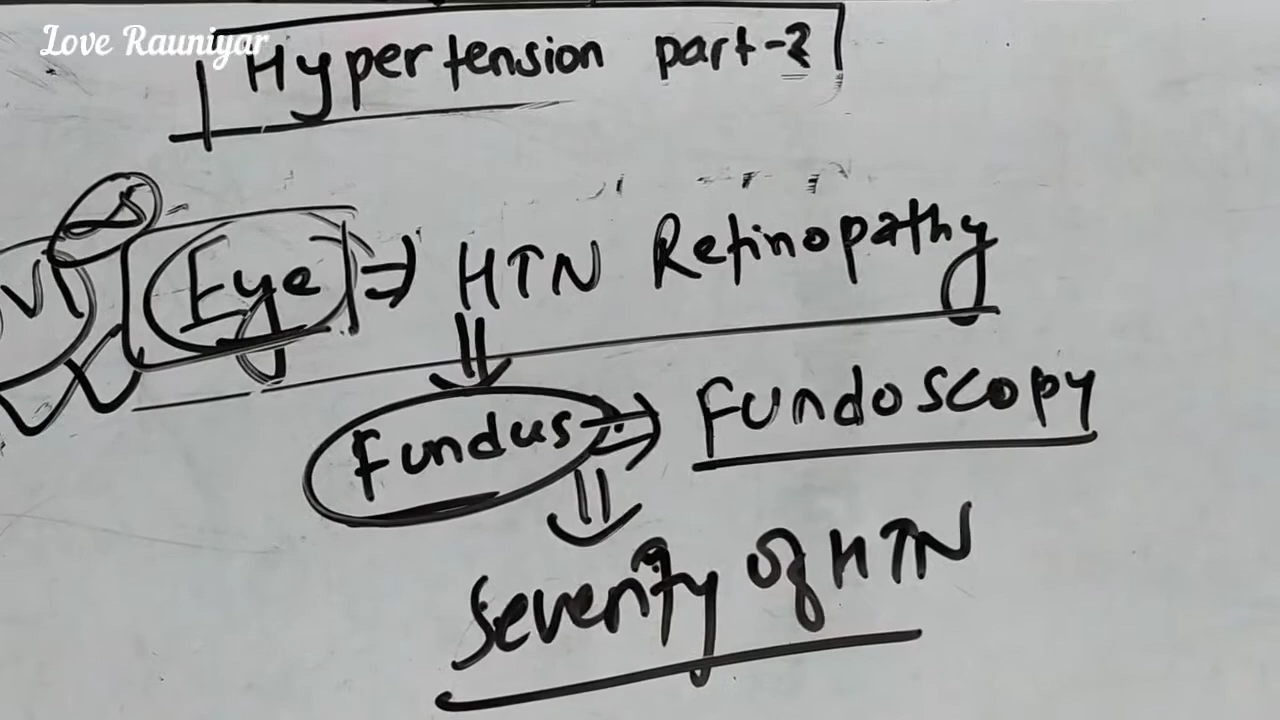 Love Rauniyar
Hypertension part-2
Eye ⇒ HTN Retinopathy
Fundus ⇒ Fundoscopy
Severity of HTN